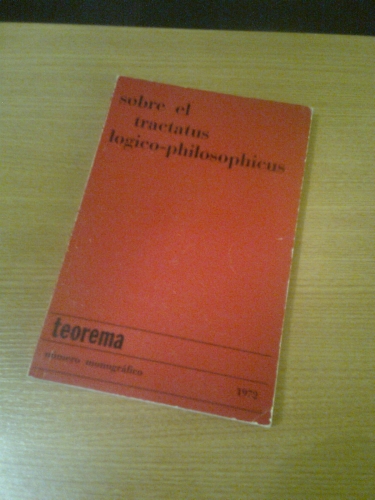 sobre el
tractatus
logico-philosophicus
teorema
número monográfico
1972